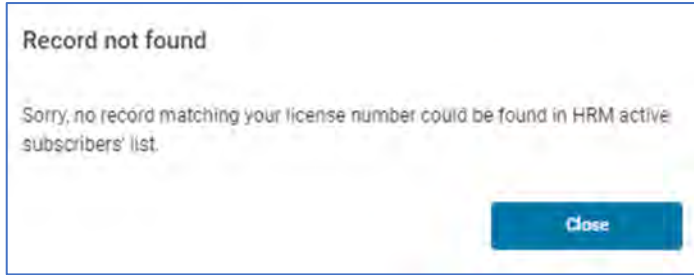 Record not found
Sorry, no record matching your license number could be found in HRM active
subscribers' list.
Close